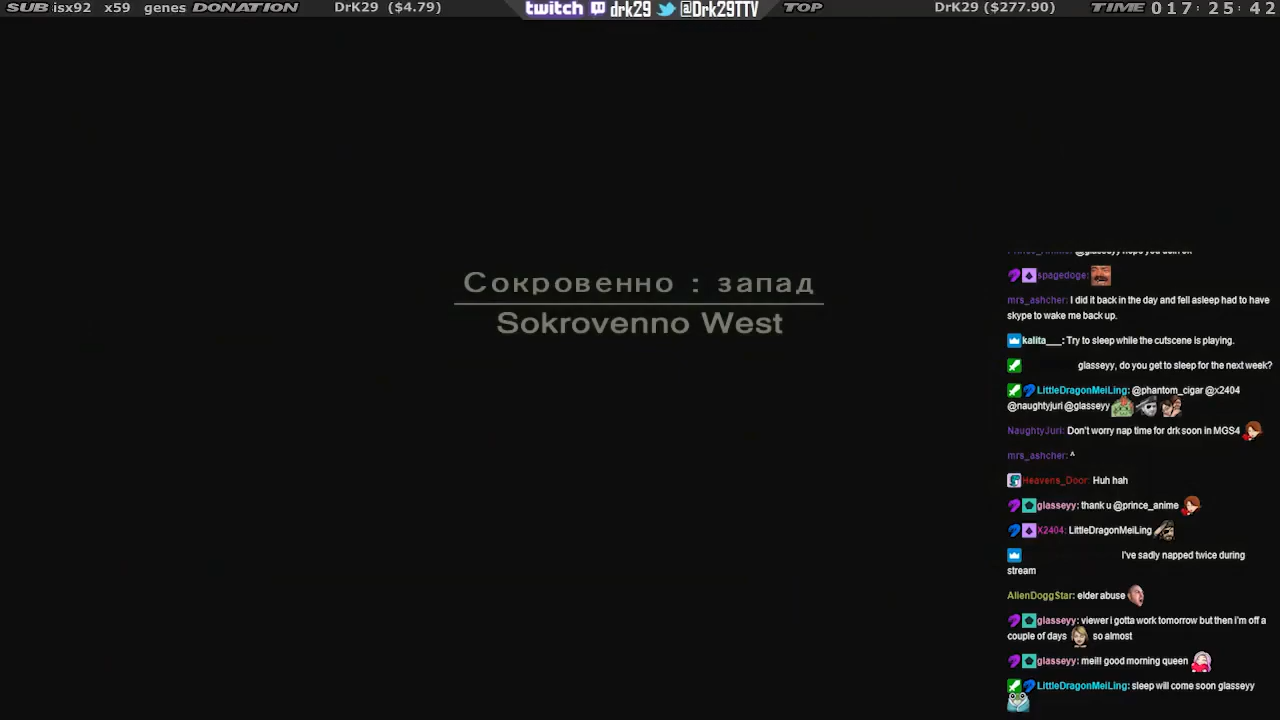 SUB isx92 x59 genes DONATION DrK29 ($4.79) twitch drk29 @Drk29TTV TOP DrK29 ($277.90) TIME 017:25:42
Сокровенно : запад
Sokrovenno West
spagedoge:
mrs_ashcher: I did it back in the day and fell asleep had to have
skype to wake me back up.
kalita___: Try to sleep while the cutscene is playing.
glasseyy, do you get to sleep for the next week?
LittleDragonMeiLing: @phantom_cigar @x2404
@naughtyjuri @glasseyy
NaughtyJuri: Don't worry nap time for drk soon in MGS4
mrs_ashcher: ^
Heavens_Door: Huh hah
glasseyy: thank u @prince_anime
X2404: LittleDragonMeiLing
I've sadly napped twice during
stream
AlienDoggStar: elder abuse
glasseyy: viewer i gotta work tomorrow but then i'm off a
couple of days so almost
glasseyy: meili! good morning queen
LittleDragonMeiLing: sleep will come soon glasseyy